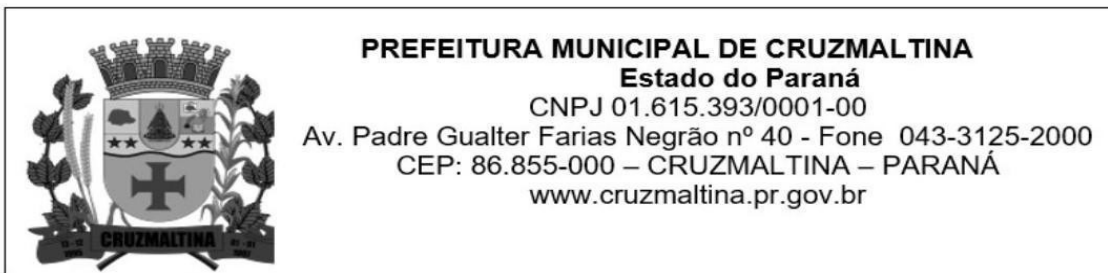 PREFEITURA MUNICIPAL DE CRUZMALTINA
Estado do Paraná
CNPJ 01.615.393/0001-00
Av. Padre Gualter Farias Negrão nº 40 - Fone 043-3125-2000
CEP: 86.855-000 – CRUZMALTINA – PARANÁ
www.cruzmaltina.pr.gov.br
CRUZMALTINA